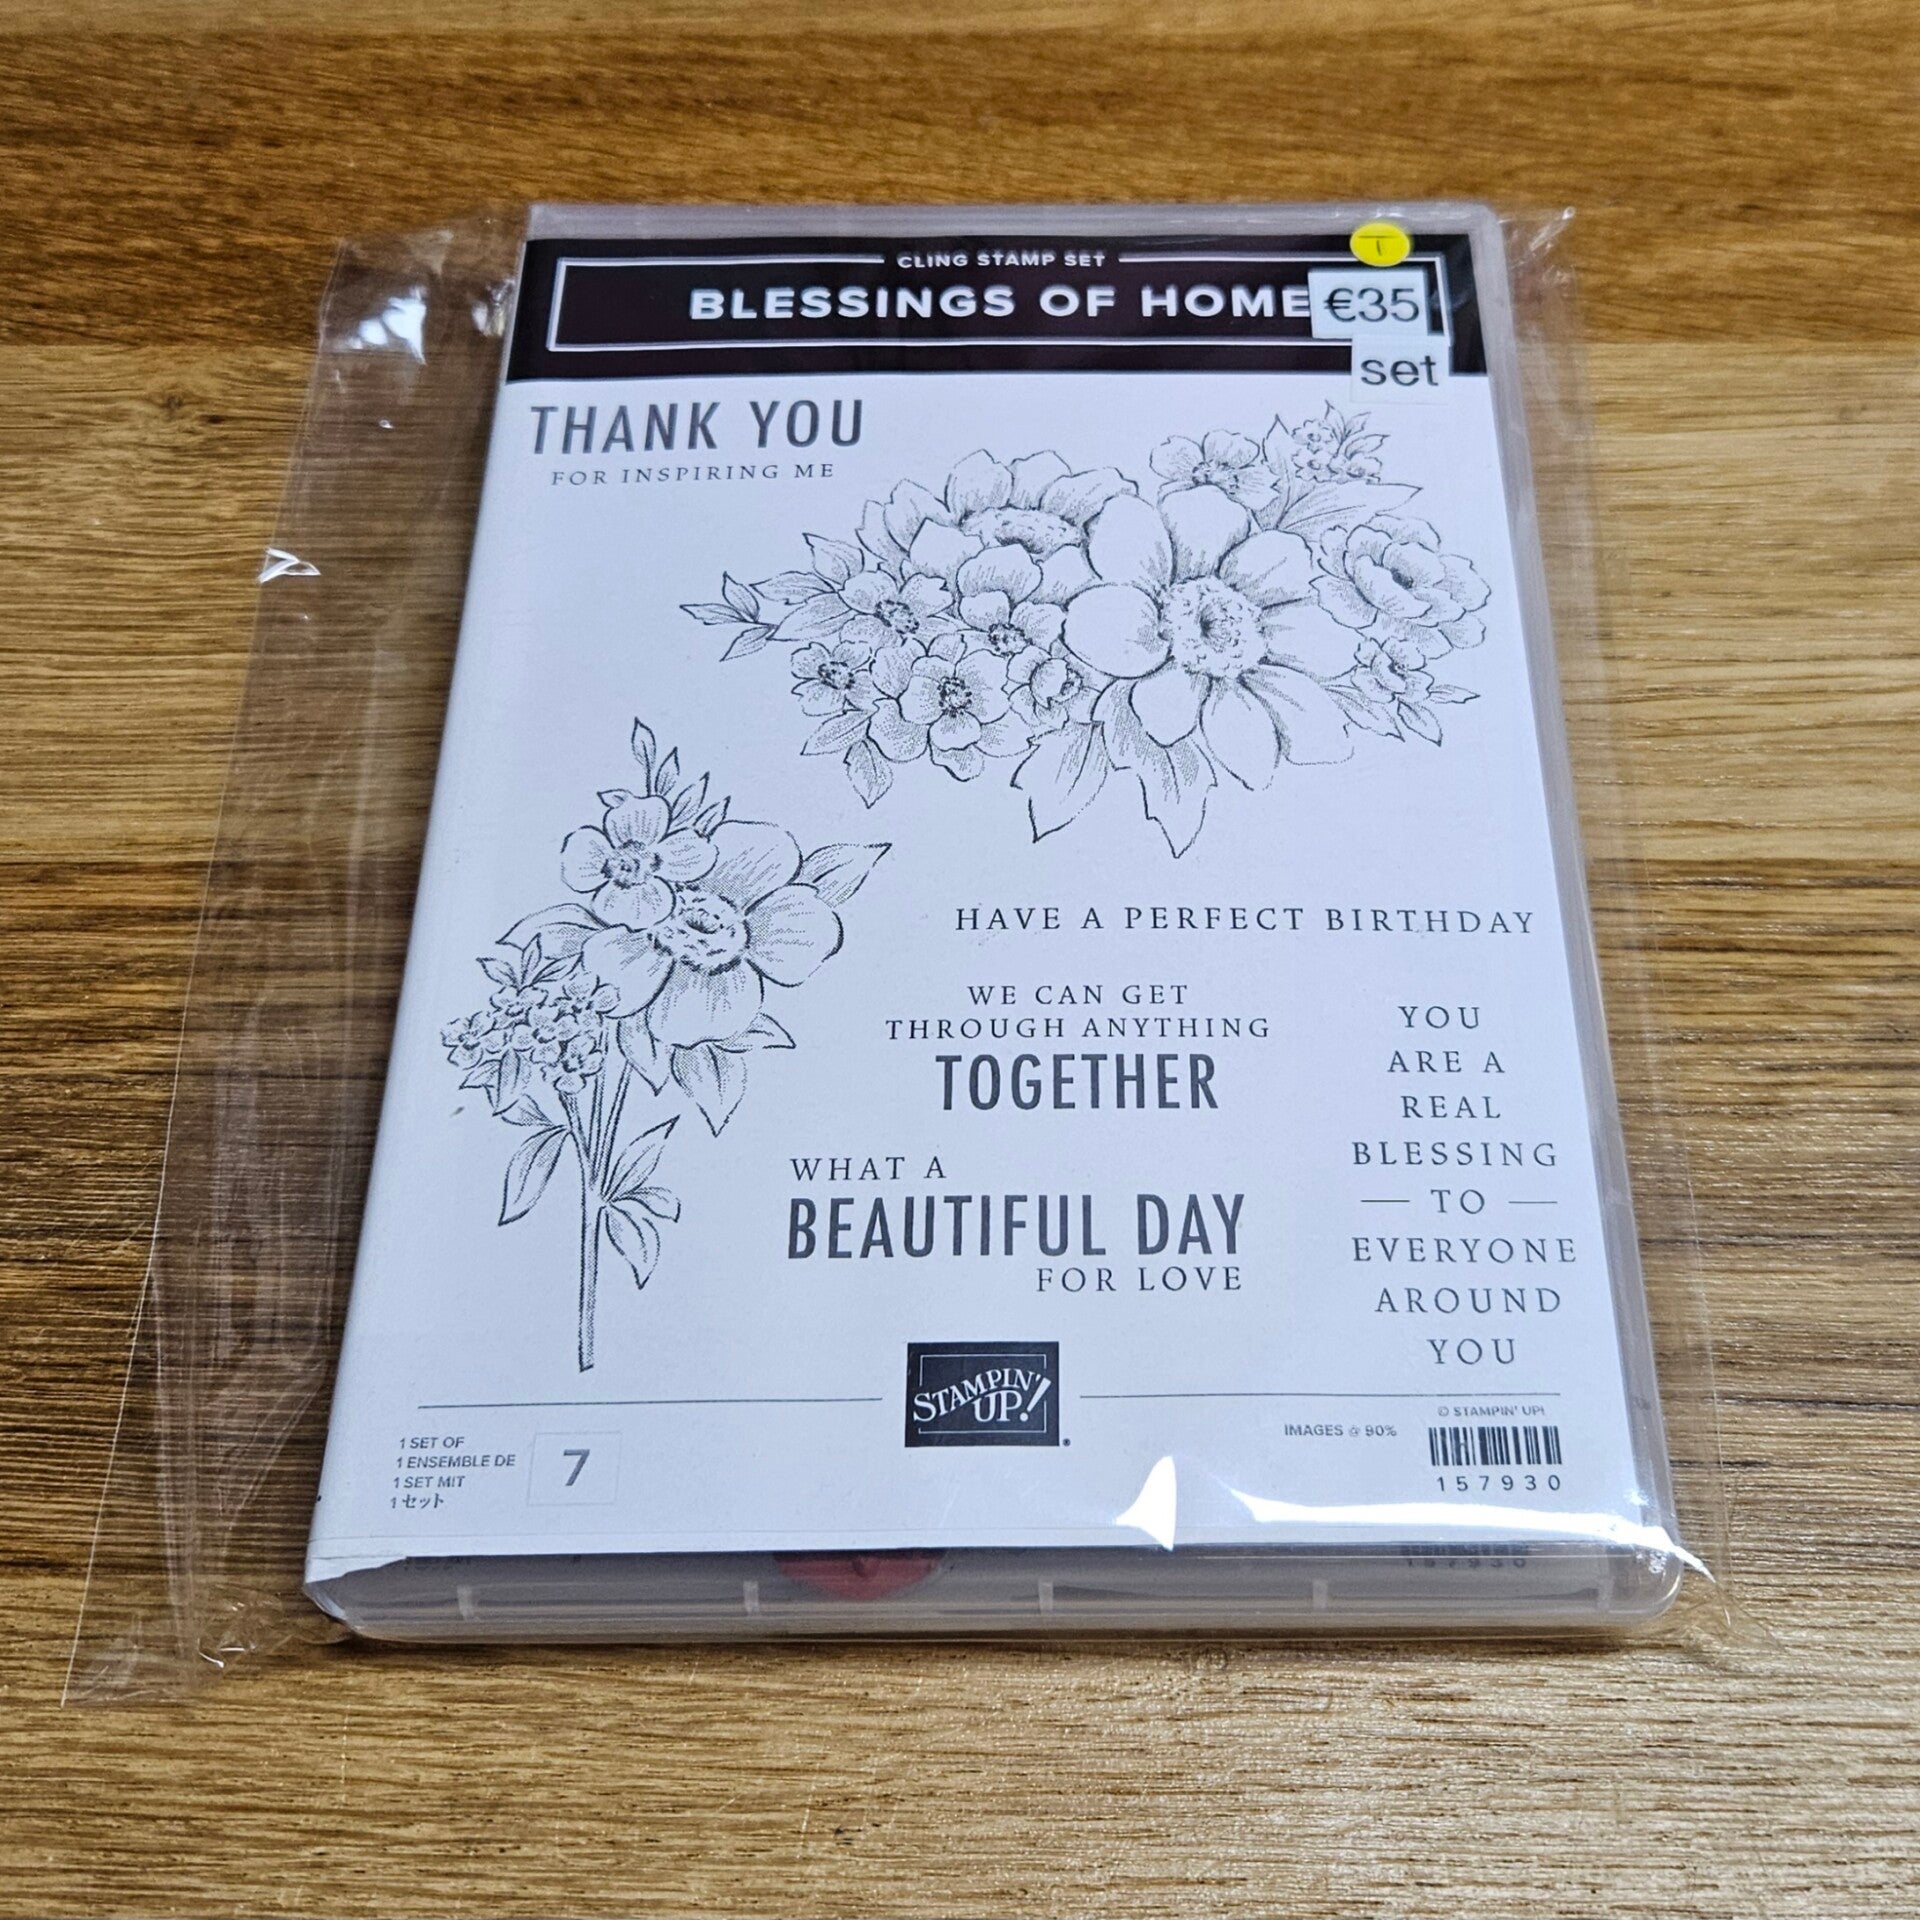 CLING STAMP SET
BLESSINGS OF HOME
T
€35
set
THANK YOU
FOR INSPIRING ME
HAVE A PERFECT BIRTHDAY
WE CAN GET
THROUGH ANYTHING
TOGETHER
WHAT A
BEAUTIFUL DAY
FOR LOVE
YOU
ARE A
REAL
BLESSING
— TO —
EVERYONE
AROUND
YOU
STAMPIN'
UP!
®
1 SET OF
1 ENSEMBLE DE
1 SET MIT
1 セット
7
IMAGES @ 90%
© STAMPIN' UP!
157930
157930